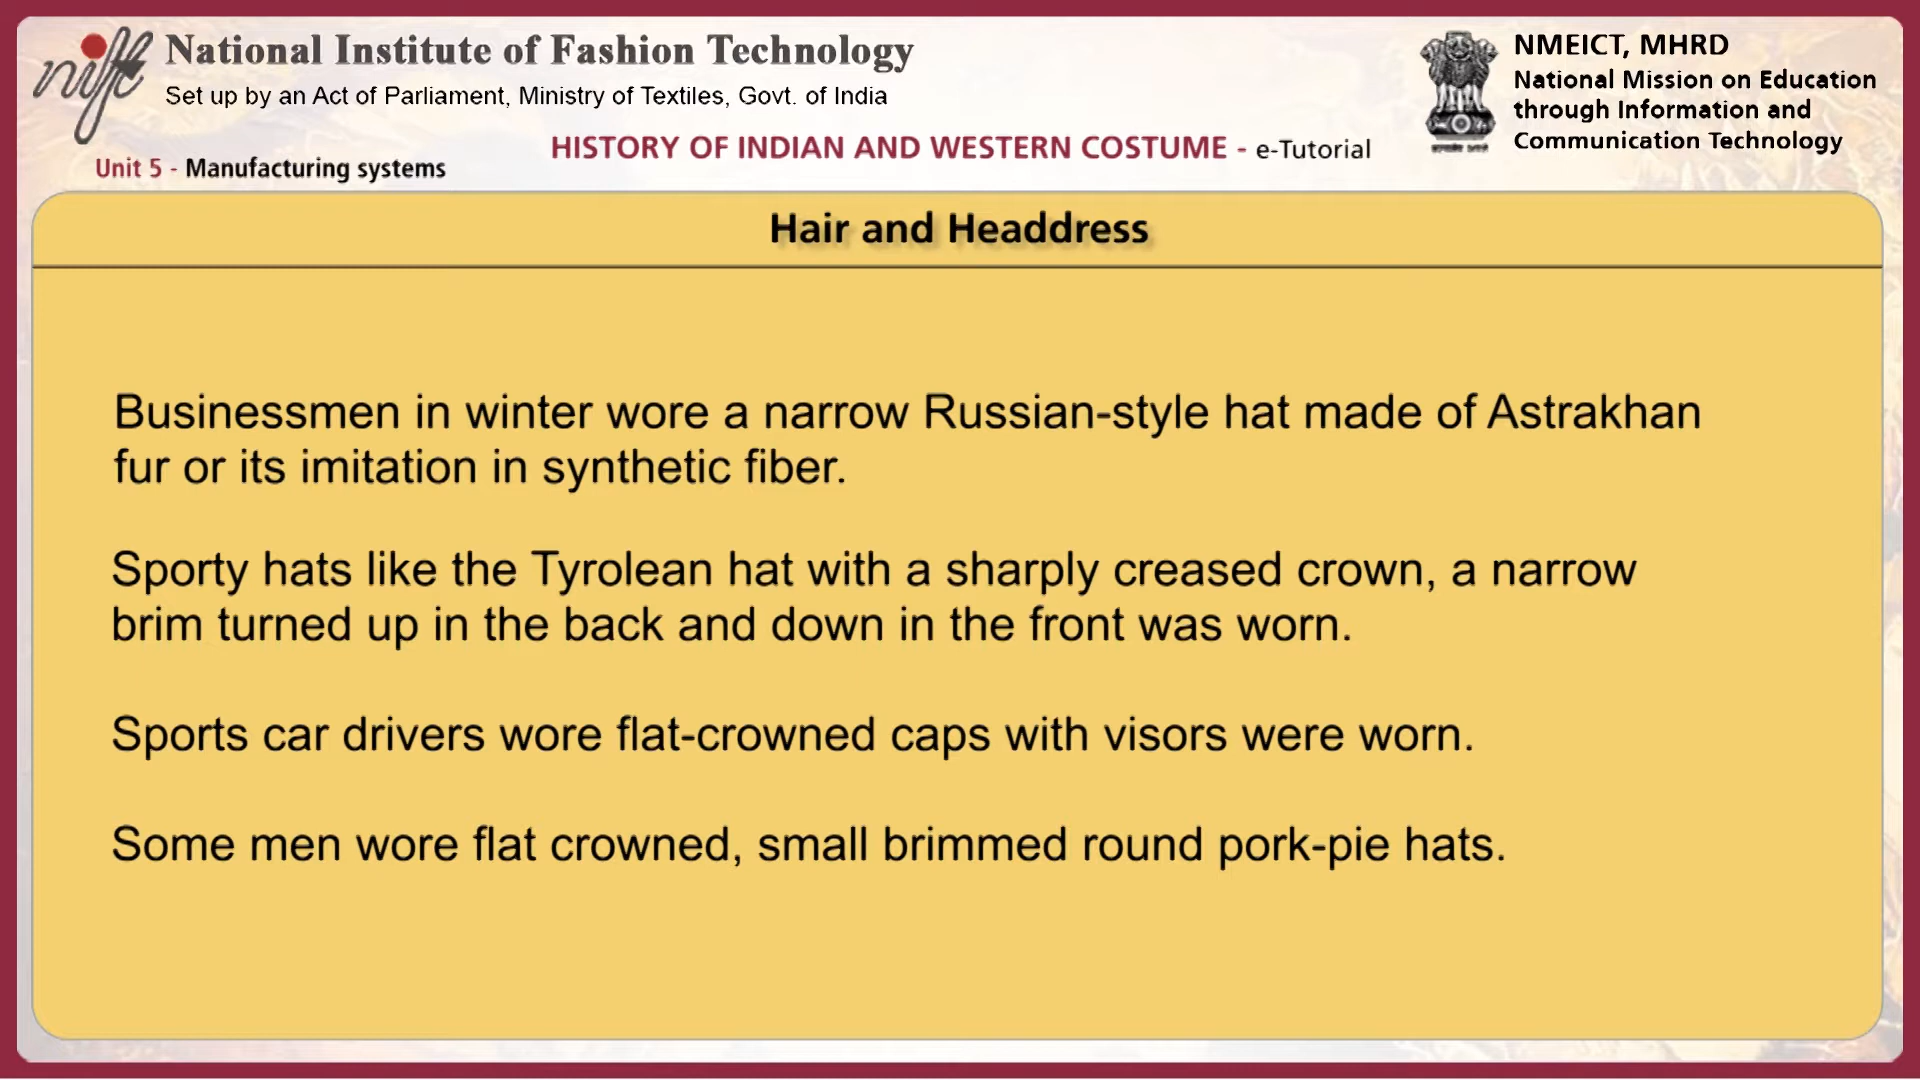 nift
National Institute of Fashion Technology
Set up by an Act of Parliament, Ministry of Textiles, Govt. of India
NMEICT, MHRD
National Mission on Education
through Information and
Communication Technology
HISTORY OF INDIAN AND WESTERN COSTUME - e-Tutorial
Unit 5 - Manufacturing systems
Hair and Headdress
Businessmen in winter wore a narrow Russian-style hat made of Astrakhan
fur or its imitation in synthetic fiber.
Sporty hats like the Tyrolean hat with a sharply creased crown, a narrow
brim turned up in the back and down in the front was worn.
Sports car drivers wore flat-crowned caps with visors were worn.
Some men wore flat crowned, small brimmed round pork-pie hats.